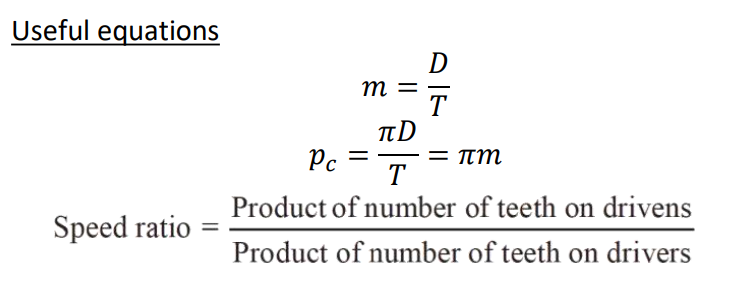 Useful equations
m = D/T
p_c = πD/T = πm
Speed ratio = Product of number of teeth on drivens / Product of number of teeth on drivers